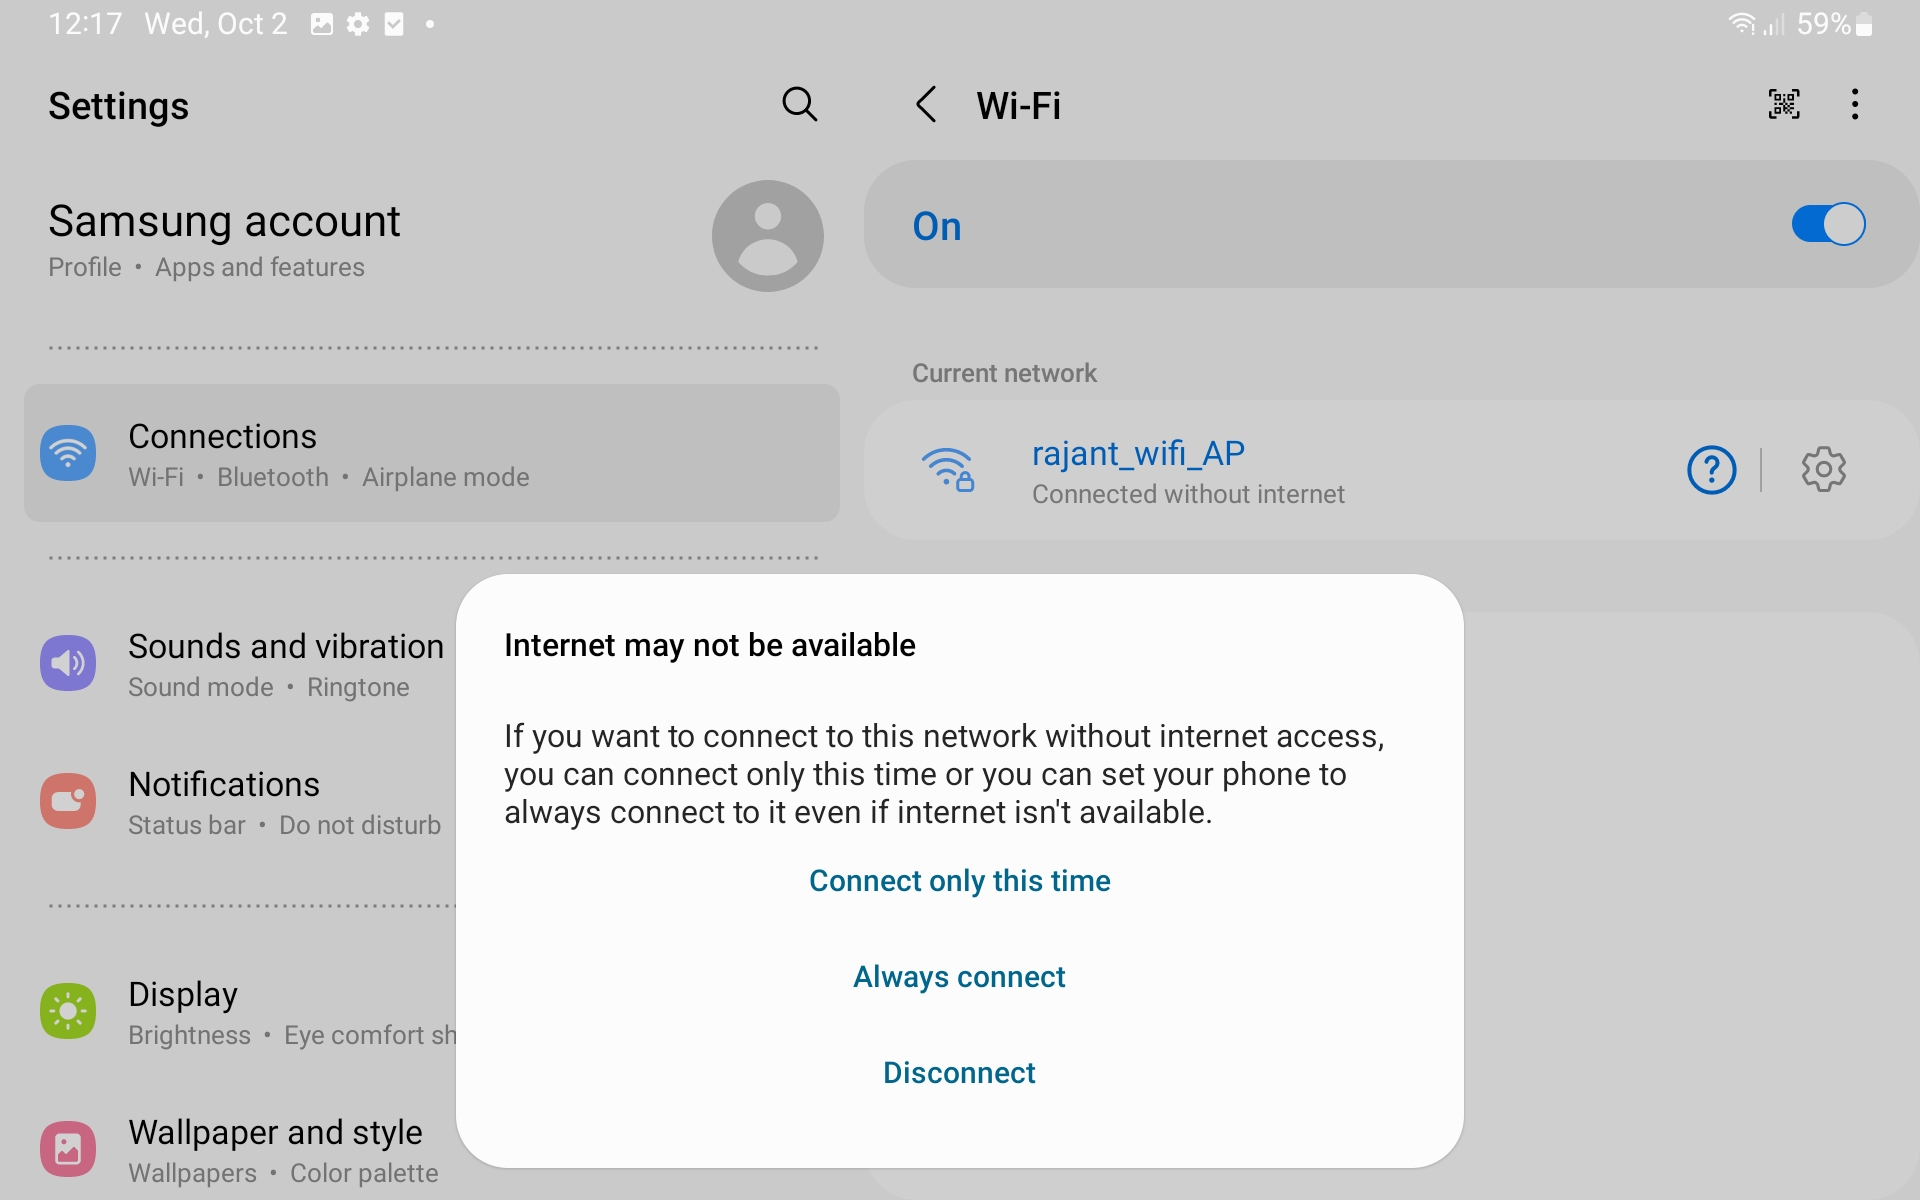 12:17 Wed, Oct 2
59%
Settings
Wi-Fi
Samsung account
Profile • Apps and features
On
Current network
Connections
Wi-Fi • Bluetooth • Airplane mode
rajant_wifi_AP
Connected without internet
Sounds and vibration
Sound mode • Ringtone
Notifications
Status bar • Do not disturb
Display
Brightness • Eye comfort sh
Wallpaper and style
Wallpapers • Color palette
Internet may not be available
If you want to connect to this network without internet access,
you can connect only this time or you can set your phone to
always connect to it even if internet isn't available.
Connect only this time
Always connect
Disconnect